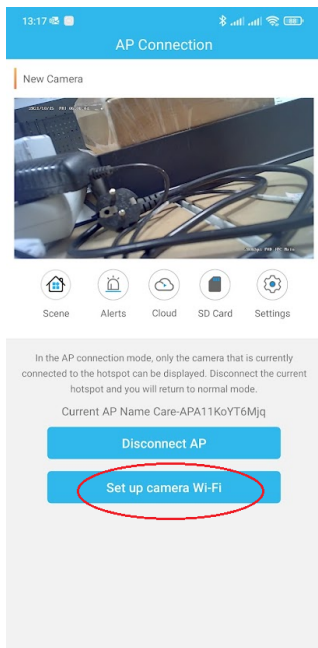 13:17
AP Connection
New Camera
Scene
Alerts
Cloud
SD Card
Settings
In the AP connection mode, only the camera that is currently
connected to the hotspot can be displayed. Disconnect the current
hotspot and you will return to normal mode.
Current AP Name Care-APA11KoYT6Mjq
Disconnect AP
Set up camera Wi-Fi